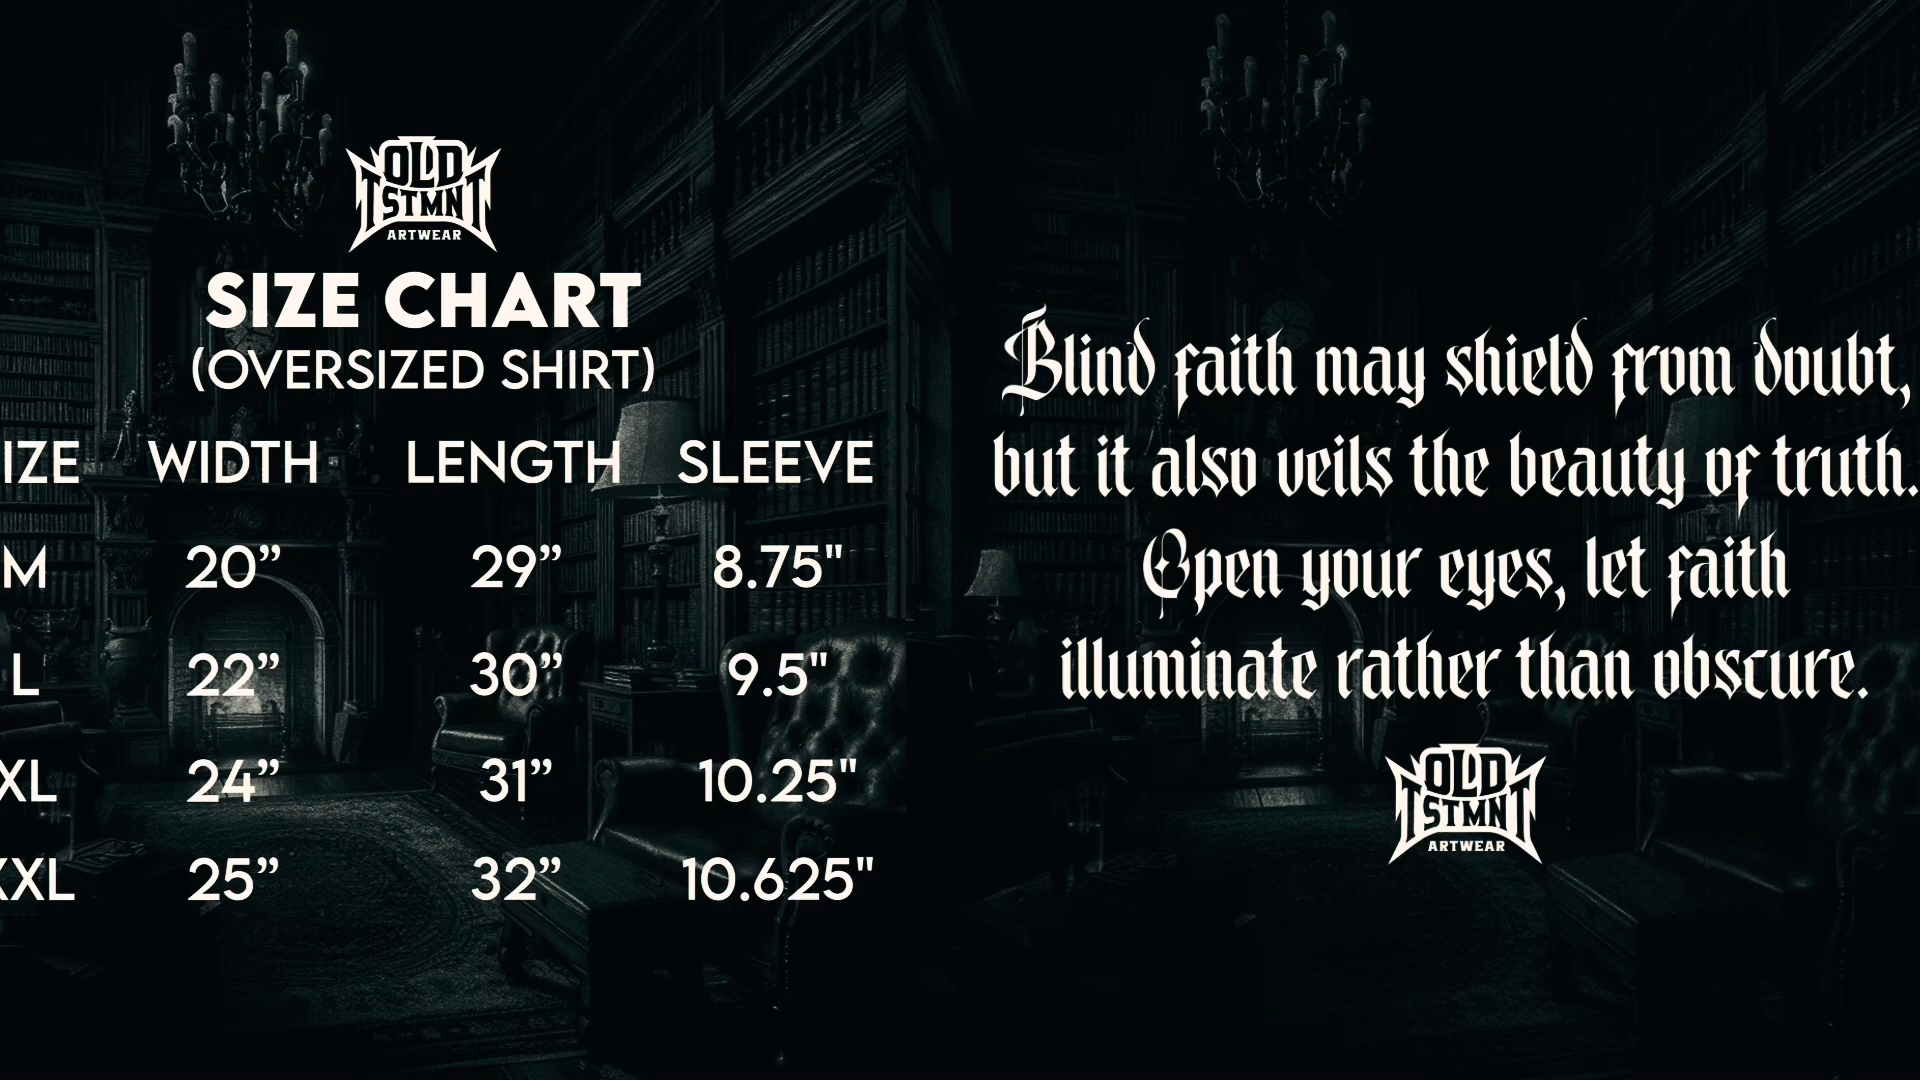 OLD
TSTMNT
ARTWEAR
SIZE CHART
(OVERSIZED SHIRT)
IZE WIDTH LENGTH SLEEVE
M 20” 29” 8.75"
L 22” 30” 9.5"
XL 24” 31” 10.25"
XXL 25” 32” 10.625"
Blind faith may shield from doubt,
but it also veils the beauty of truth.
Open your eyes, let faith
illuminate rather than obscure.
OLD
TSTMNT
ARTWEAR